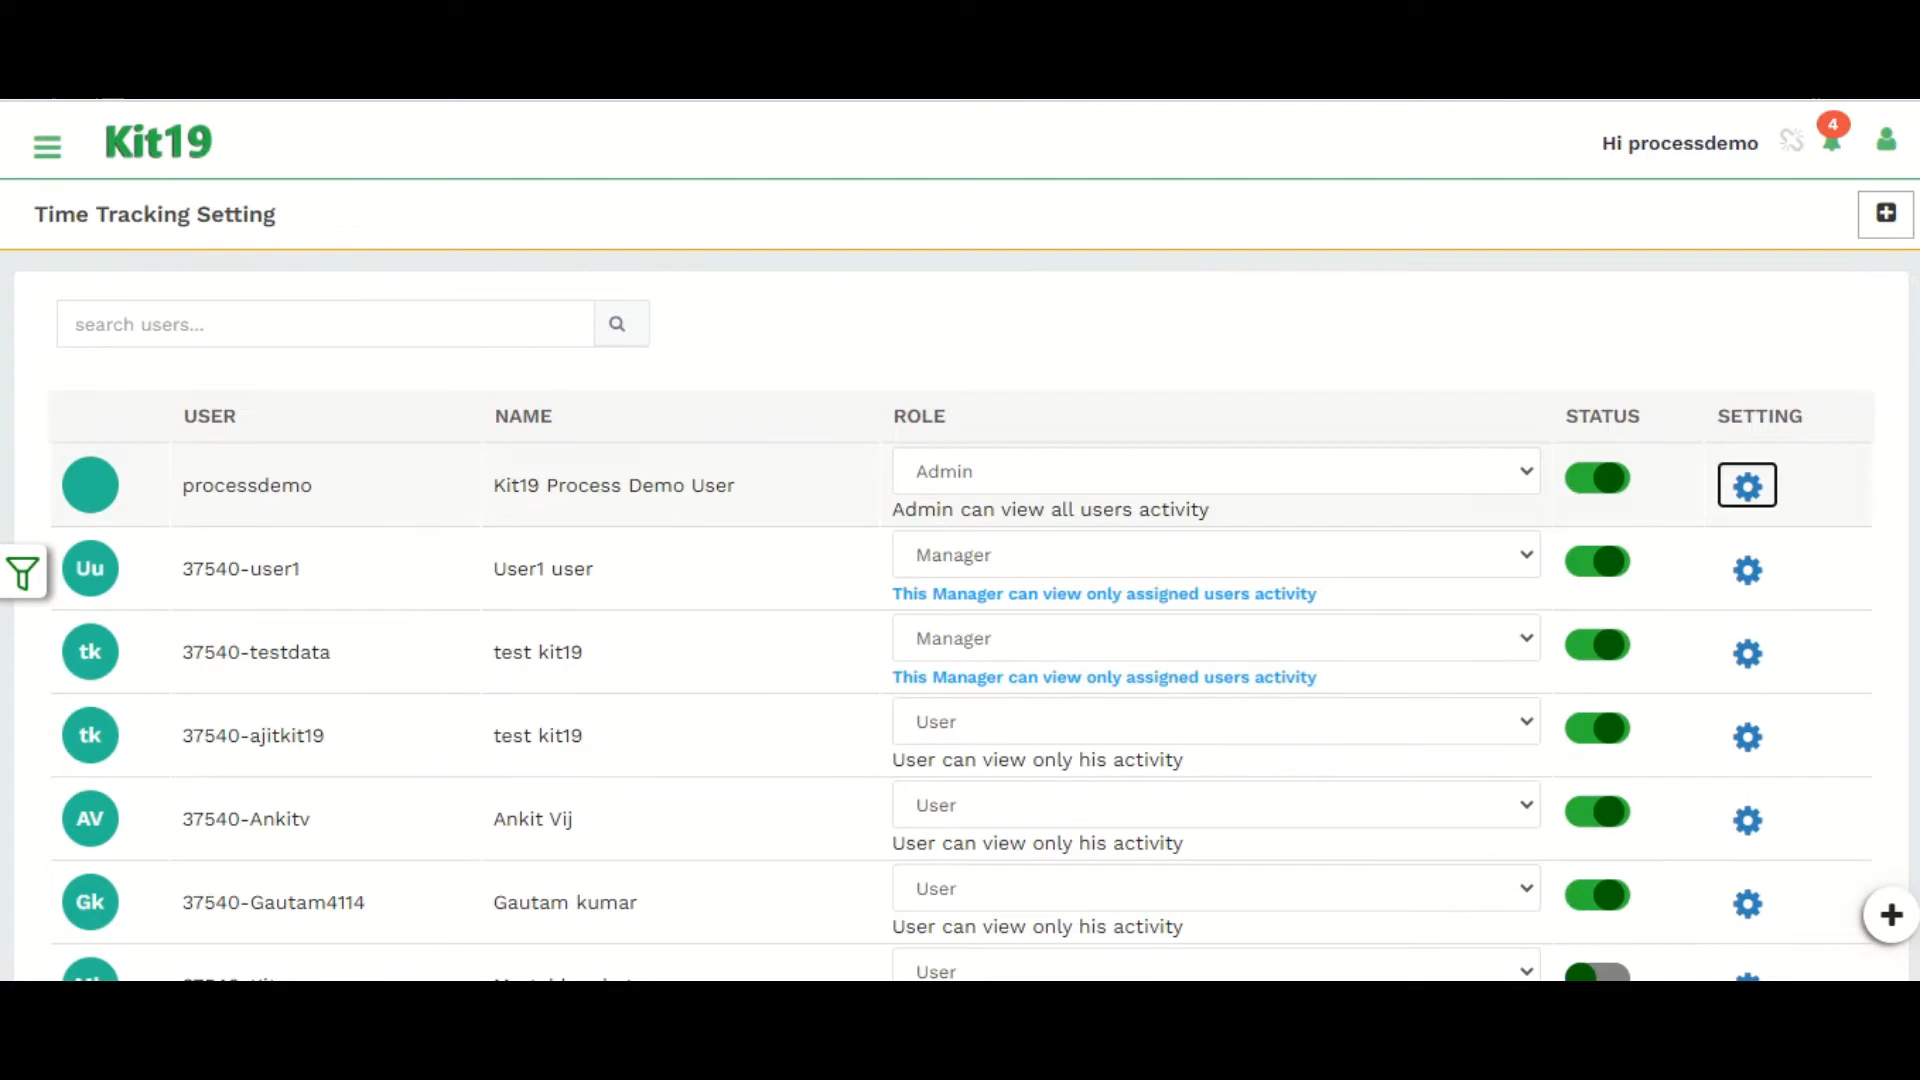 Kit19
Hi processdemo
4
Time Tracking Setting
search users...
USER NAME ROLE STATUS SETTING
processdemo Kit19 Process Demo User Admin
Admin can view all users activity
Uu 37540-user1 User1 user Manager
This Manager can view only assigned users activity
tk 37540-testdata test kit19 Manager
This Manager can view only assigned users activity
tk 37540-ajitkit19 test kit19 User
User can view only his activity
AV 37540-Ankitv Ankit Vij User
User can view only his activity
Gk 37540-Gautam4114 Gautam kumar User
User can view only his activity
User